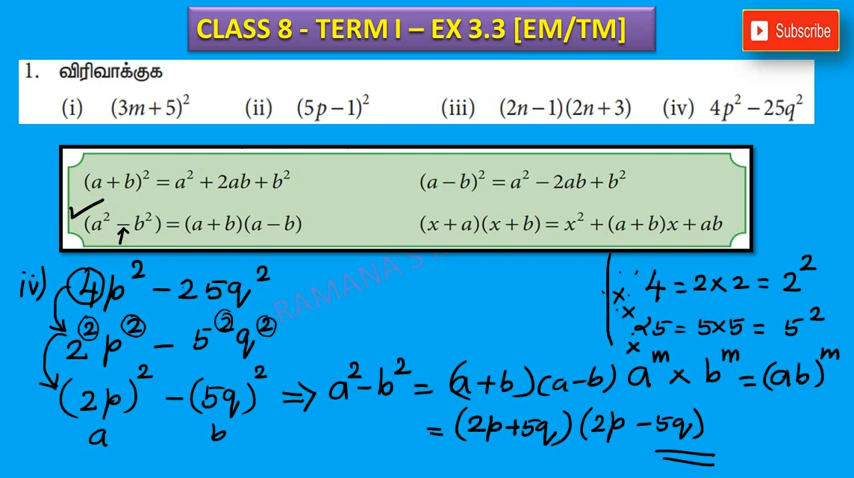 CLASS 8 - TERM I – EX 3.3 [EM/TM]
Subscribe
1. விரிவாக்குக
(i) (3m+5)² (ii) (5p−1)² (iii) (2n−1)(2n+3) (iv) 4p²−25q²
(a+b)² = a² + 2ab + b² (a−b)² = a² − 2ab + b²
(a² − b²) = (a+b)(a−b) (x+a)(x+b) = x² + (a+b)x + ab
RAMANA S
iv) 4p² − 25q²
4 = 2×2 = 2²
2²p² − 5²q²
25 = 5×5 = 5²
(2p)² − (5q)² ⇒ a²−b² = (a+b)(a−b)
aᵐ × bᵐ = (ab)ᵐ
a b
= (2p+5q)(2p−5q)